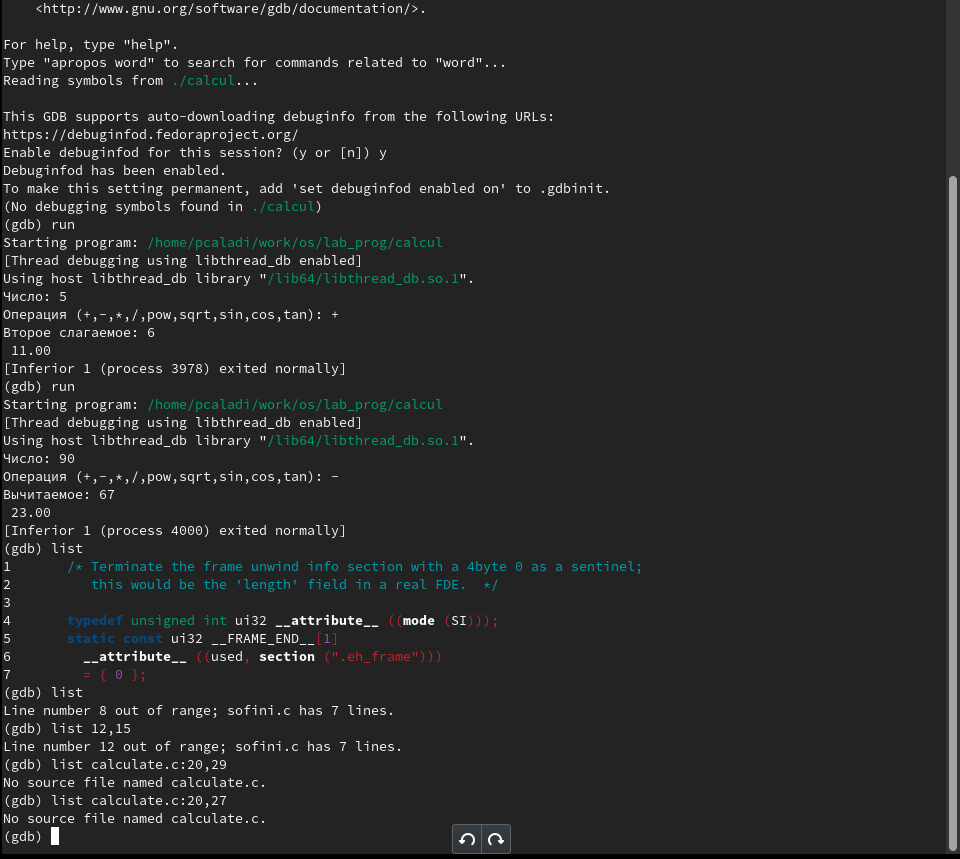 <http://www.gnu.org/software/gdb/documentation/>.
For help, type "help".
Type "apropos word" to search for commands related to "word"...
Reading symbols from ./calcul...
This GDB supports auto-downloading debuginfo from the following URLs:
https://debuginfod.fedoraproject.org/
Enable debuginfod for this session? (y or [n]) y
Debuginfod has been enabled.
To make this setting permanent, add 'set debuginfod enabled on' to .gdbinit.
(No debugging symbols found in ./calcul)
(gdb) run
Starting program: /home/pcaladi/work/os/lab_prog/calcul
[Thread debugging using libthread_db enabled]
Using host libthread_db library "/lib64/libthread_db.so.1".
Число: 5
Операция (+,-,*,/,pow,sqrt,sin,cos,tan): +
Второе слагаемое: 6
 11.00
[Inferior 1 (process 3978) exited normally]
(gdb) run
Starting program: /home/pcaladi/work/os/lab_prog/calcul
[Thread debugging using libthread_db enabled]
Using host libthread_db library "/lib64/libthread_db.so.1".
Число: 90
Операция (+,-,*,/,pow,sqrt,sin,cos,tan): -
Вычитаемое: 67
 23.00
[Inferior 1 (process 4000) exited normally]
(gdb) list
1       /* Terminate the frame unwind info section with a 4byte 0 as a sentinel;
2          this would be the 'length' field in a real FDE.  */
3
4       typedef unsigned int ui32 __attribute__ ((mode (SI)));
5       static const ui32 __FRAME_END__[1]
6         __attribute__ ((used, section (".eh_frame")))
7         = { 0 };
(gdb) list
Line number 8 out of range; sofini.c has 7 lines.
(gdb) list 12,15
Line number 12 out of range; sofini.c has 7 lines.
(gdb) list calculate.c:20,29
No source file named calculate.c.
(gdb) list calculate.c:20,27
No source file named calculate.c.
(gdb)